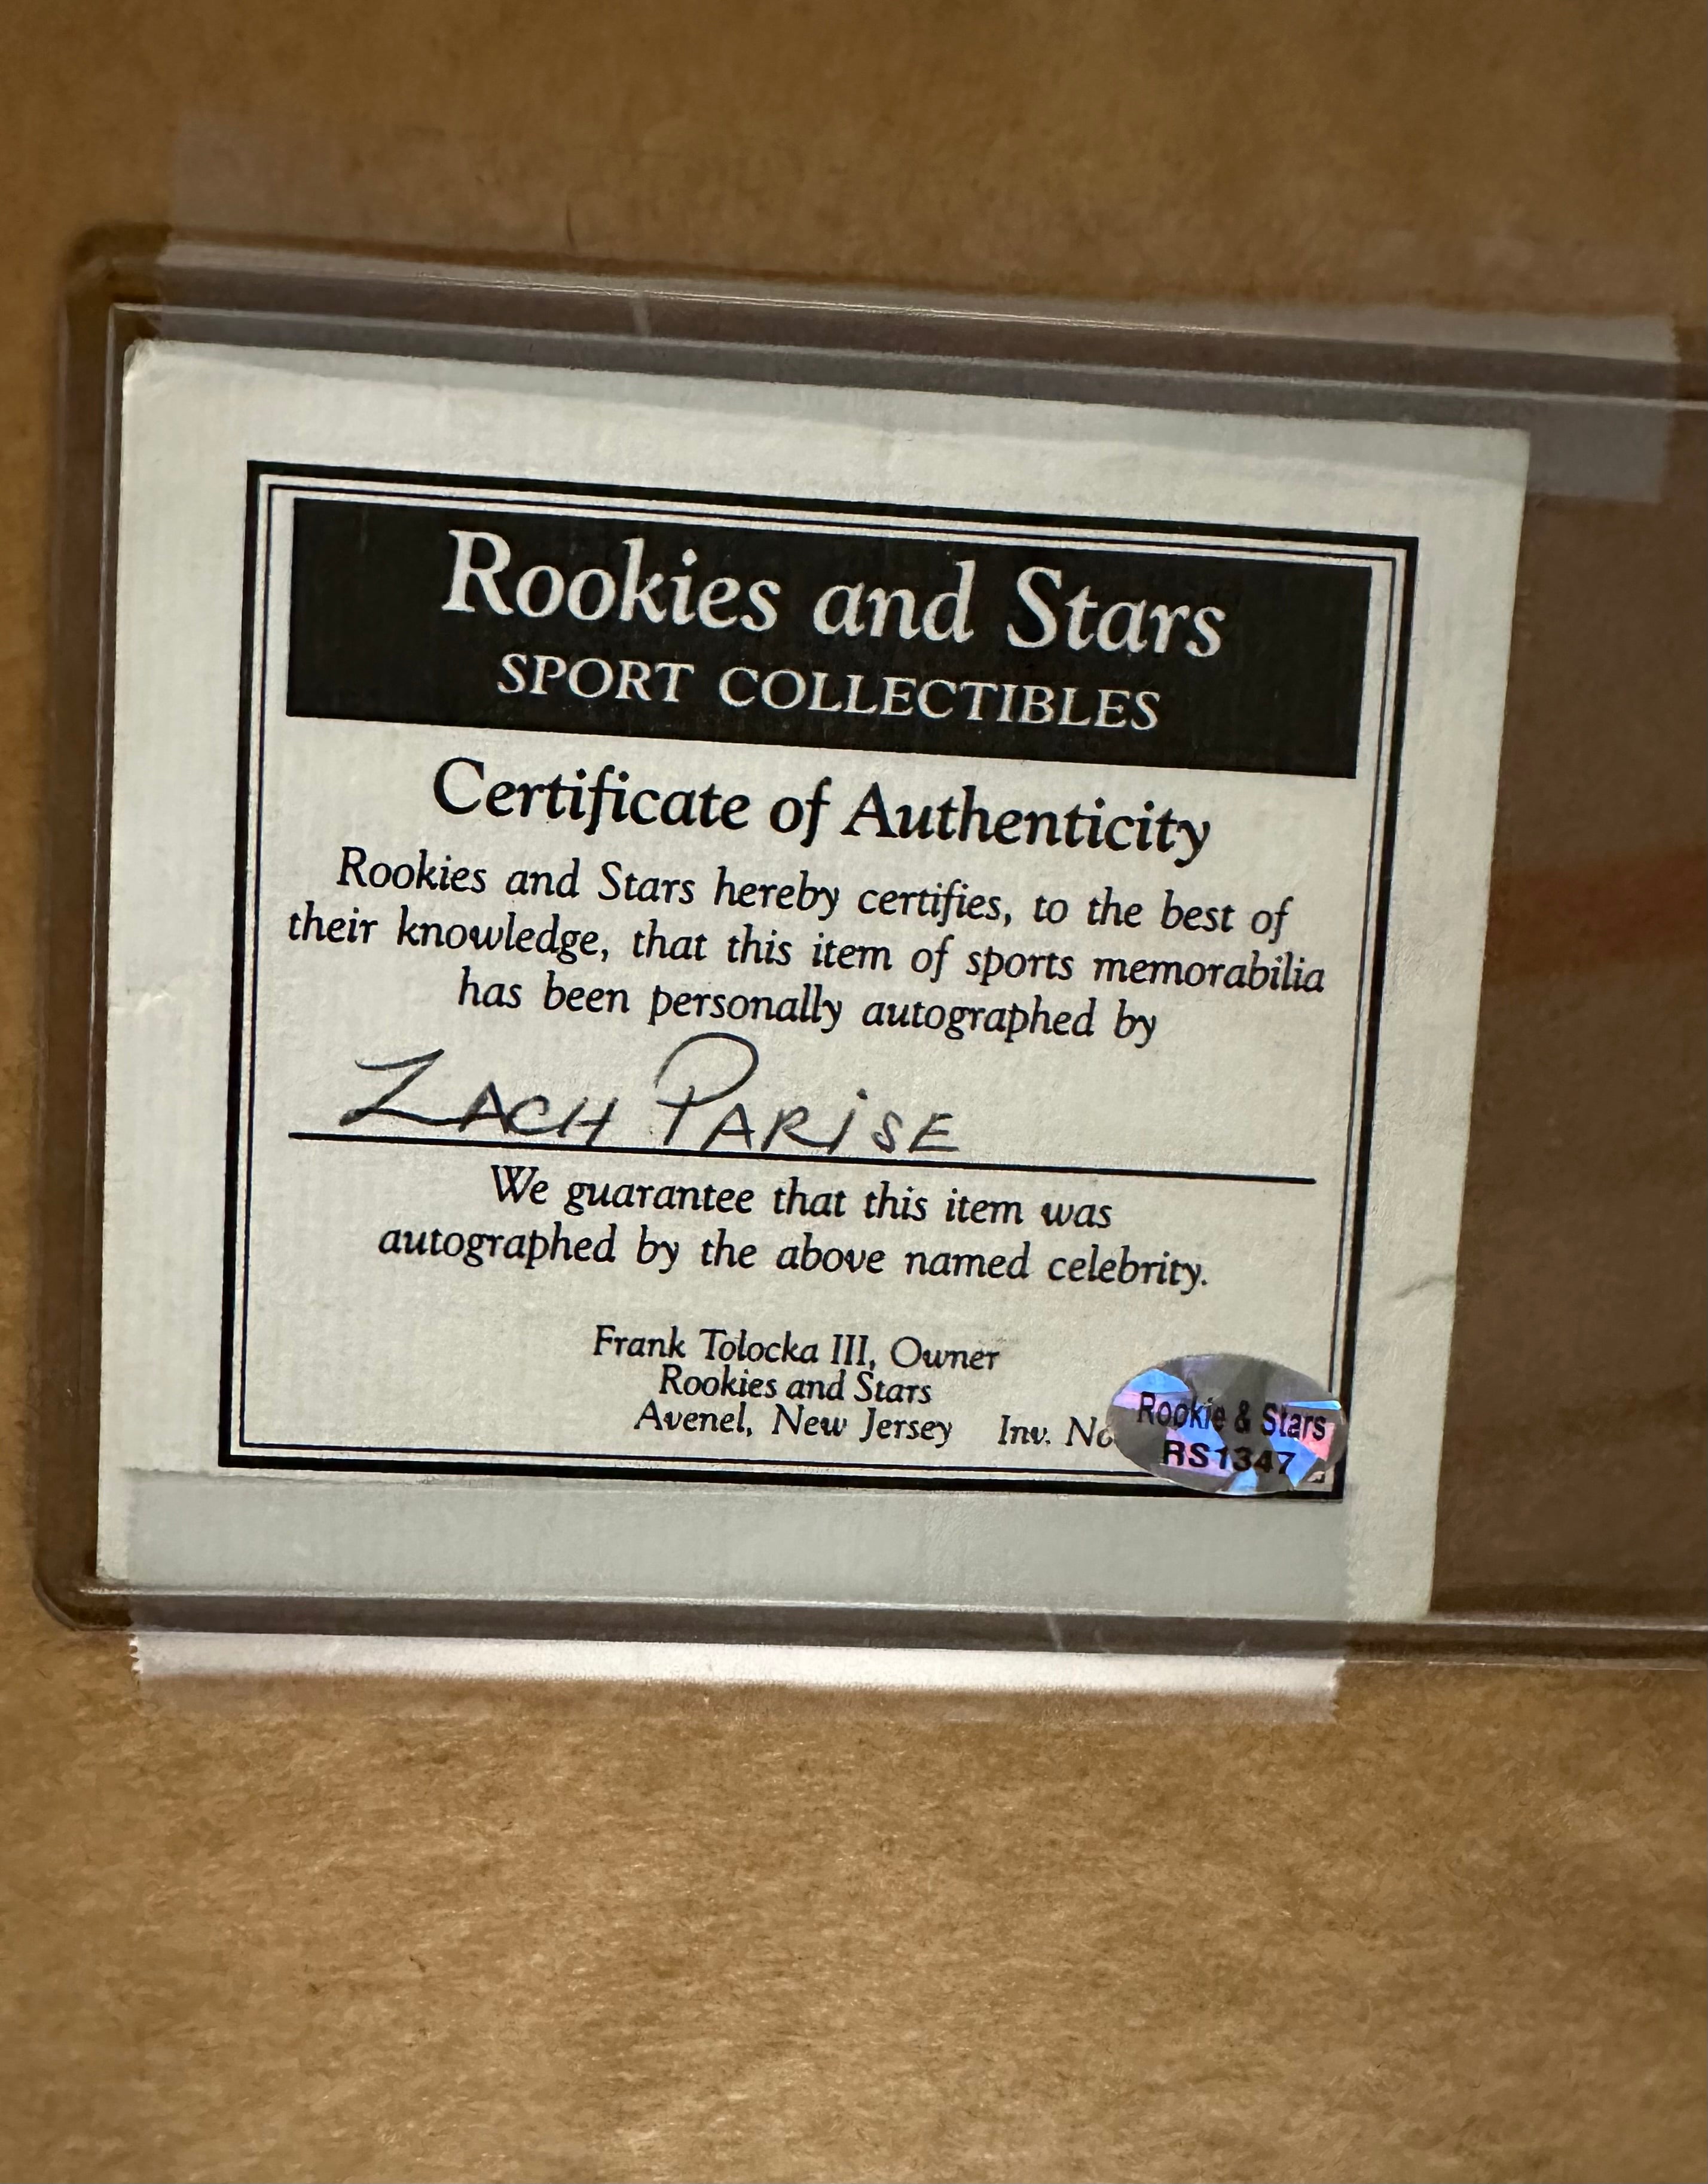 Rookies and Stars
SPORT COLLECTIBLES
Certificate of Authenticity
Rookies and Stars hereby certifies, to the best of
their knowledge, that this item of sports memorabilia
has been personally autographed by
ZACH PARISE
We guarantee that this item was
autographed by the above named celebrity.
Frank Tolocka III, Owner
Rookies and Stars
Avenel, New Jersey Inv. No
Rookie & Stars
RS1347